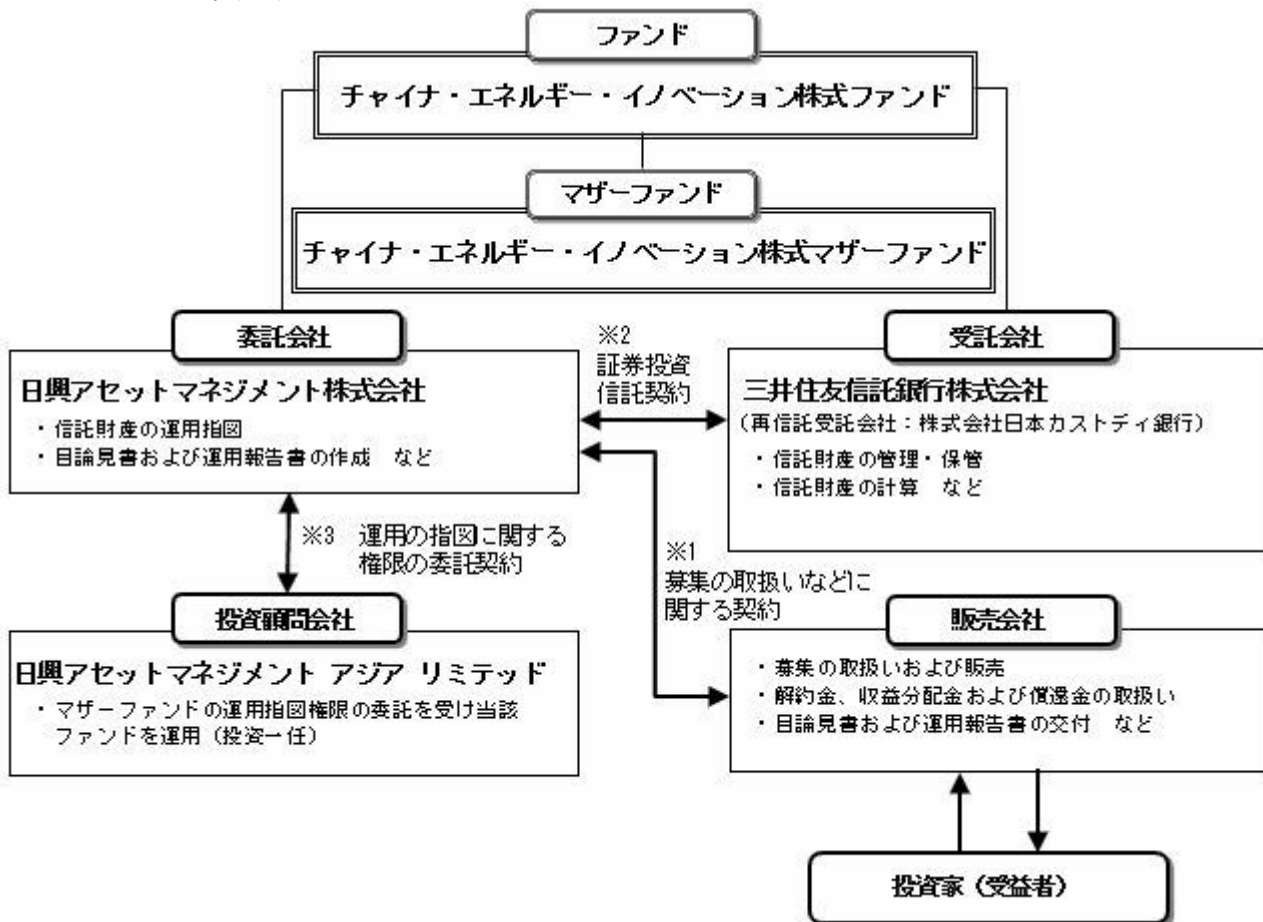 ファンド
チャイナ・エネルギー・イノベーション株式ファンド
マザーファンド
チャイナ・エネルギー・イノベーション株式マザーファンド
委託会社
日興アセットマネジメント株式会社
・信託財産の運用指図
・目論見書および運用報告書の作成 など
※2
証券投資
信託契約
受託会社
三井住友信託銀行株式会社
(再信託受託会社:株式会社日本カストディ銀行)
・信託財産の管理・保管
・信託財産の計算 など
※3 運用の指図に関する
権限の委託契約
※1
募集の取扱いなどに
関する契約
投資顧問会社
日興アセットマネジメント アジア リミテッド
・マザーファンドの運用指図権限の委託を受け当該
ファンドを運用(投資一任)
販売会社
・募集の取扱いおよび販売
・解約金、収益分配金および償還金の取扱い
・目論見書および運用報告書の交付 など
投資家(受益者)